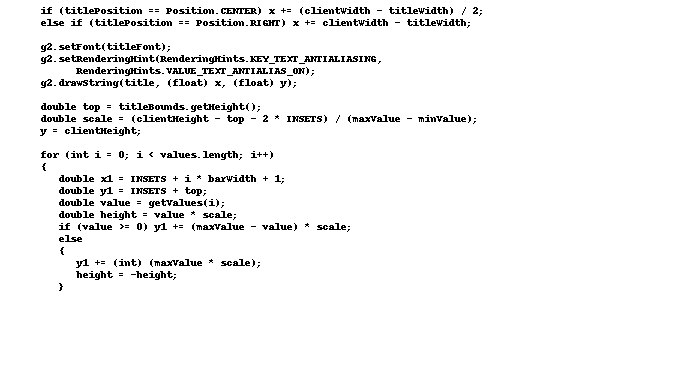 if (titlePosition == Position.CENTER) x += (clientWidth - titleWidth) / 2;
else if (titlePosition == Position.RIGHT) x += clientWidth - titleWidth;

g2.setFont(titleFont);
g2.setRenderingHint(RenderingHints.KEY_TEXT_ANTIALIASING,
      RenderingHints.VALUE_TEXT_ANTIALIAS_ON);
g2.drawString(title, (float) x, (float) y);

double top = titleBounds.getHeight();
double scale = (clientHeight - top - 2 * INSETS) / (maxValue - minValue);
y = clientHeight;

for (int i = 0; i < values.length; i++)
{
   double x1 = INSETS + i * barWidth + 1;
   double y1 = INSETS + top;
   double value = getValues(i);
   double height = value * scale;
   if (value >= 0) y1 += (maxValue - value) * scale;
   else
   {
      y1 += (int) (maxValue * scale);
      height = -height;
   }